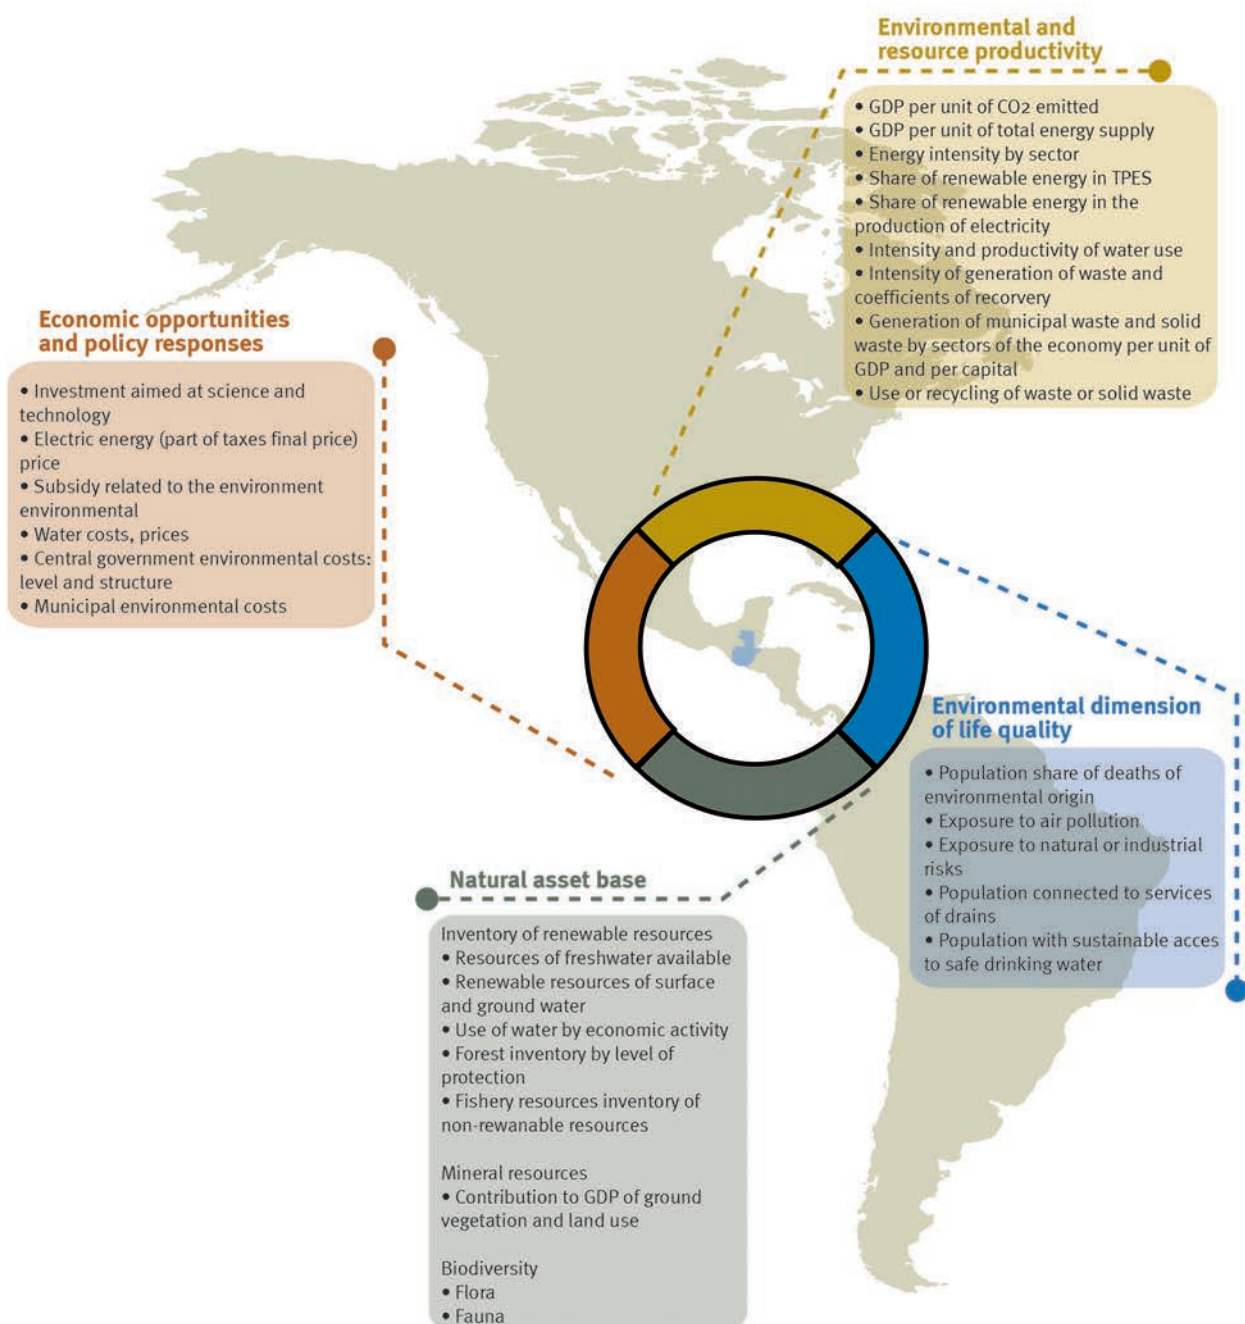 Environmental and
resource productivity
• GDP per unit of CO2 emitted
• GDP per unit of total energy supply
• Energy intensity by sector
• Share of renewable energy in TPES
• Share of renewable energy in the
production of electricity
• Intensity and productivity of water use
• Intensity of generation of waste and
coefficients of recorvery
• Generation of municipal waste and solid
waste by sectors of the economy per unit of
GDP and per capital
• Use or recycling of waste or solid waste
Economic opportunities
and policy responses
• Investment aimed at science and
technology
• Electric energy (part of taxes final price)
price
• Subsidy related to the environment
environmental
• Water costs, prices
• Central government environmental costs:
level and structure
• Municipal environmental costs
Environmental dimension
of life quality
• Population share of deaths of
environmental origin
• Exposure to air pollution
• Exposure to natural or industrial
risks
• Population connected to services
of drains
• Population with sustainable acces
to safe drinking water
Natural asset base
Inventory of renewable resources
• Resources of freshwater available
• Renewable resources of surface
and ground water
• Use of water by economic activity
• Forest inventory by level of
protection
• Fishery resources inventory of
non-rewanable resources
Mineral resources
• Contribution to GDP of ground
vegetation and land use
Biodiversity
• Flora
• Fauna